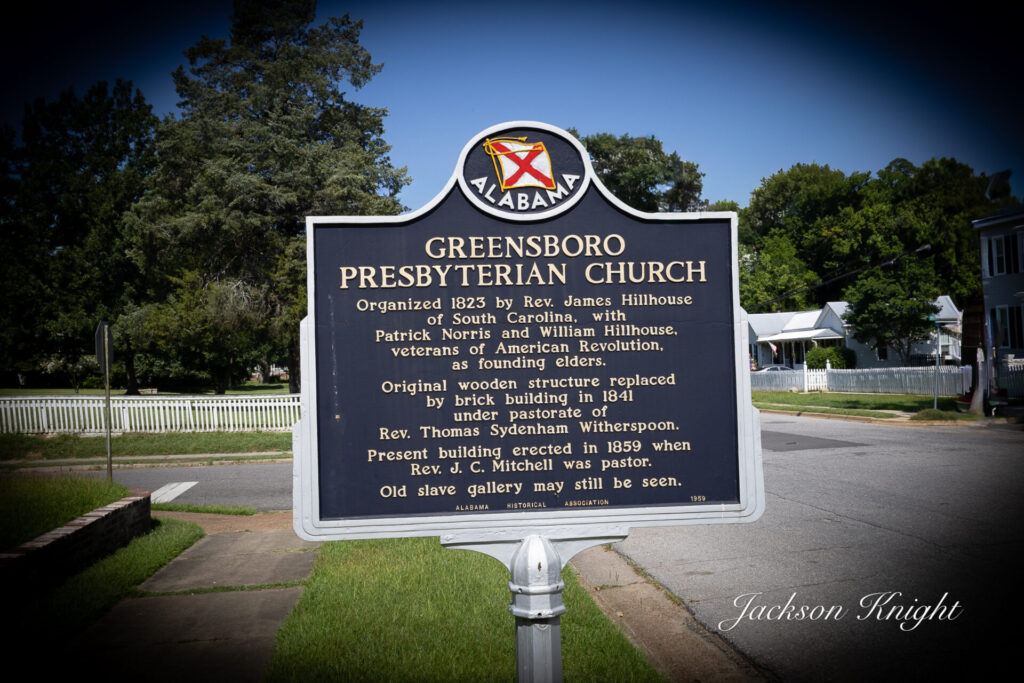 ALABAMA
GREENSBORO
PRESBYTERIAN CHURCH
Organized 1823 by Rev. James Hillhouse
of South Carolina, with
Patrick Norris and William Hillhouse,
veterans of American Revolution,
as founding elders.
Original wooden structure replaced
by brick building in 1841
under pastorate of
Rev. Thomas Sydenham Witherspoon.
Present building erected in 1859 when
Rev. J. C. Mitchell was pastor.
Old slave gallery may still be seen.
ALABAMA HISTORICAL ASSOCIATION 1959
Jackson Knight